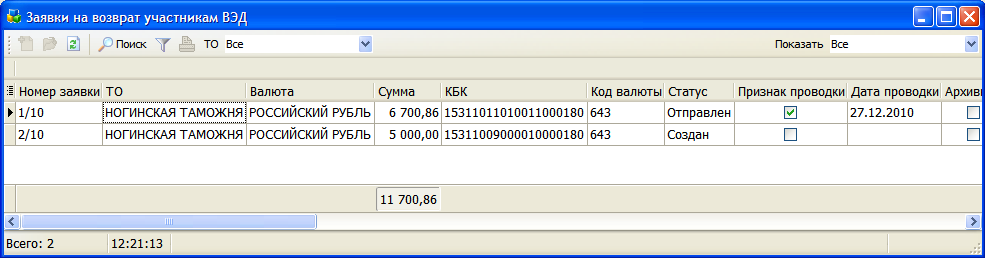 Заявки на возврат участникам ВЭД
Поиск ТО Все Показать Все
Номер заявки ТО Валюта Сумма КБК Код валюты Статус Признак проводки Дата проводки Архивн
1/10 НОГИНСКАЯ ТАМОЖНЯ РОССИЙСКИЙ РУБЛЬ 6 700,86 15311011010011000180 643 Отправлен 27.12.2010
2/10 НОГИНСКАЯ ТАМОЖНЯ РОССИЙСКИЙ РУБЛЬ 5 000,00 15311009000010000180 643 Создан
11 700,86
Всего: 2 12:21:13